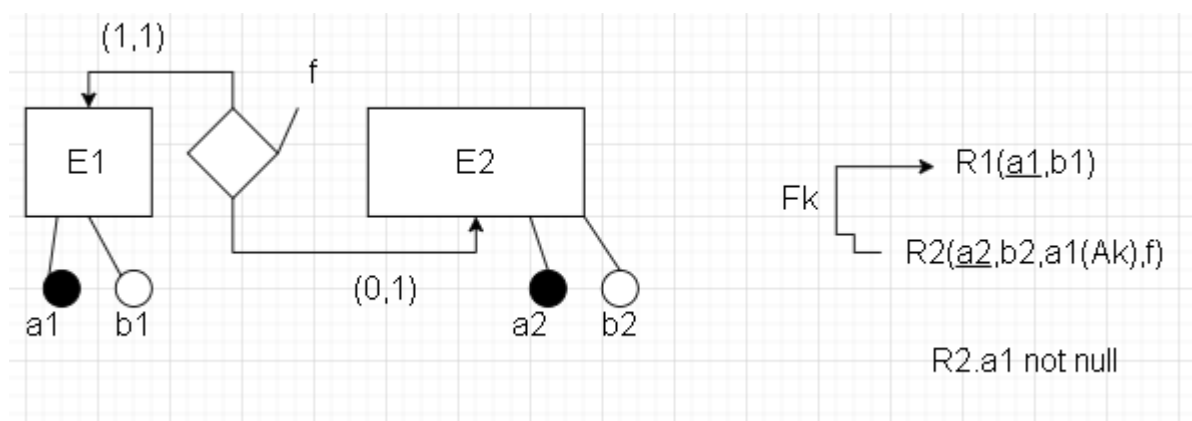 (1,1)
f
E1
E2
R1(a1,b1)
Fk
R2(a2,b2,a1(Ak),f)
(0,1)
a1
b1
a2
b2
R2.a1 not null